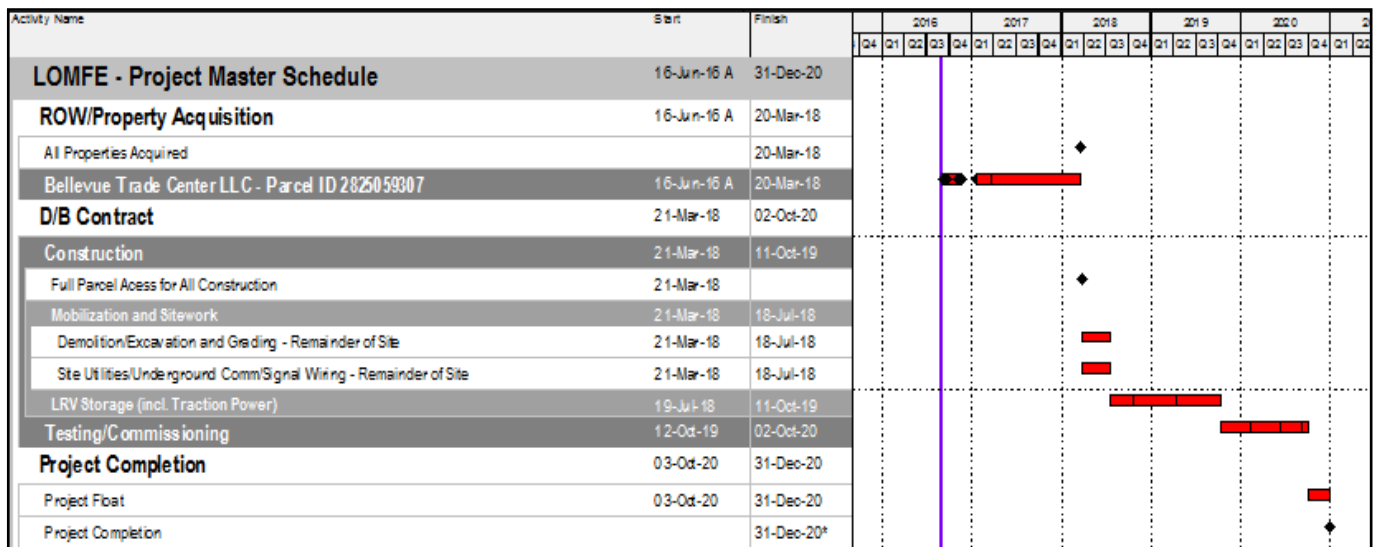 Activity Name Start Finish 2016 2017 2018 2019 2020 2
Q4 Q1 Q2 Q3 Q4 Q1 Q2 Q3 Q4 Q1 Q2 Q3 Q4 Q1 Q2 Q3 Q4 Q1 Q2 Q3 Q4 Q1 Q2
LOMFE - Project Master Schedule 16-Jun-16 A 31-Dec-20
ROW/Property Acquisition 16-Jun-16 A 20-Mar-18
All Properties Acquired 20-Mar-18
Bellevue Trade Center LLC - Parcel ID 2825059307 16-Jun-16 A 20-Mar-18
D/B Contract 21-Mar-18 02-Oct-20
Construction 21-Mar-18 11-Oct-19
Full Parcel Acess for All Construction 21-Mar-18
Mobilization and Sitework 21-Mar-18 18-Jul-18
Demolition/Excavation and Grading - Remainder of Site 21-Mar-18 18-Jul-18
Site Utilities/Underground Comm/Signal Wiring - Remainder of Site 21-Mar-18 18-Jul-18
LRV Storage (incl. Traction Power) 19-Jul-18 11-Oct-19
Testing/Commissioning 12-Oct-19 02-Oct-20
Project Completion 03-Oct-20 31-Dec-20
Project Float 03-Oct-20 31-Dec-20
Project Completion 31-Dec-20*